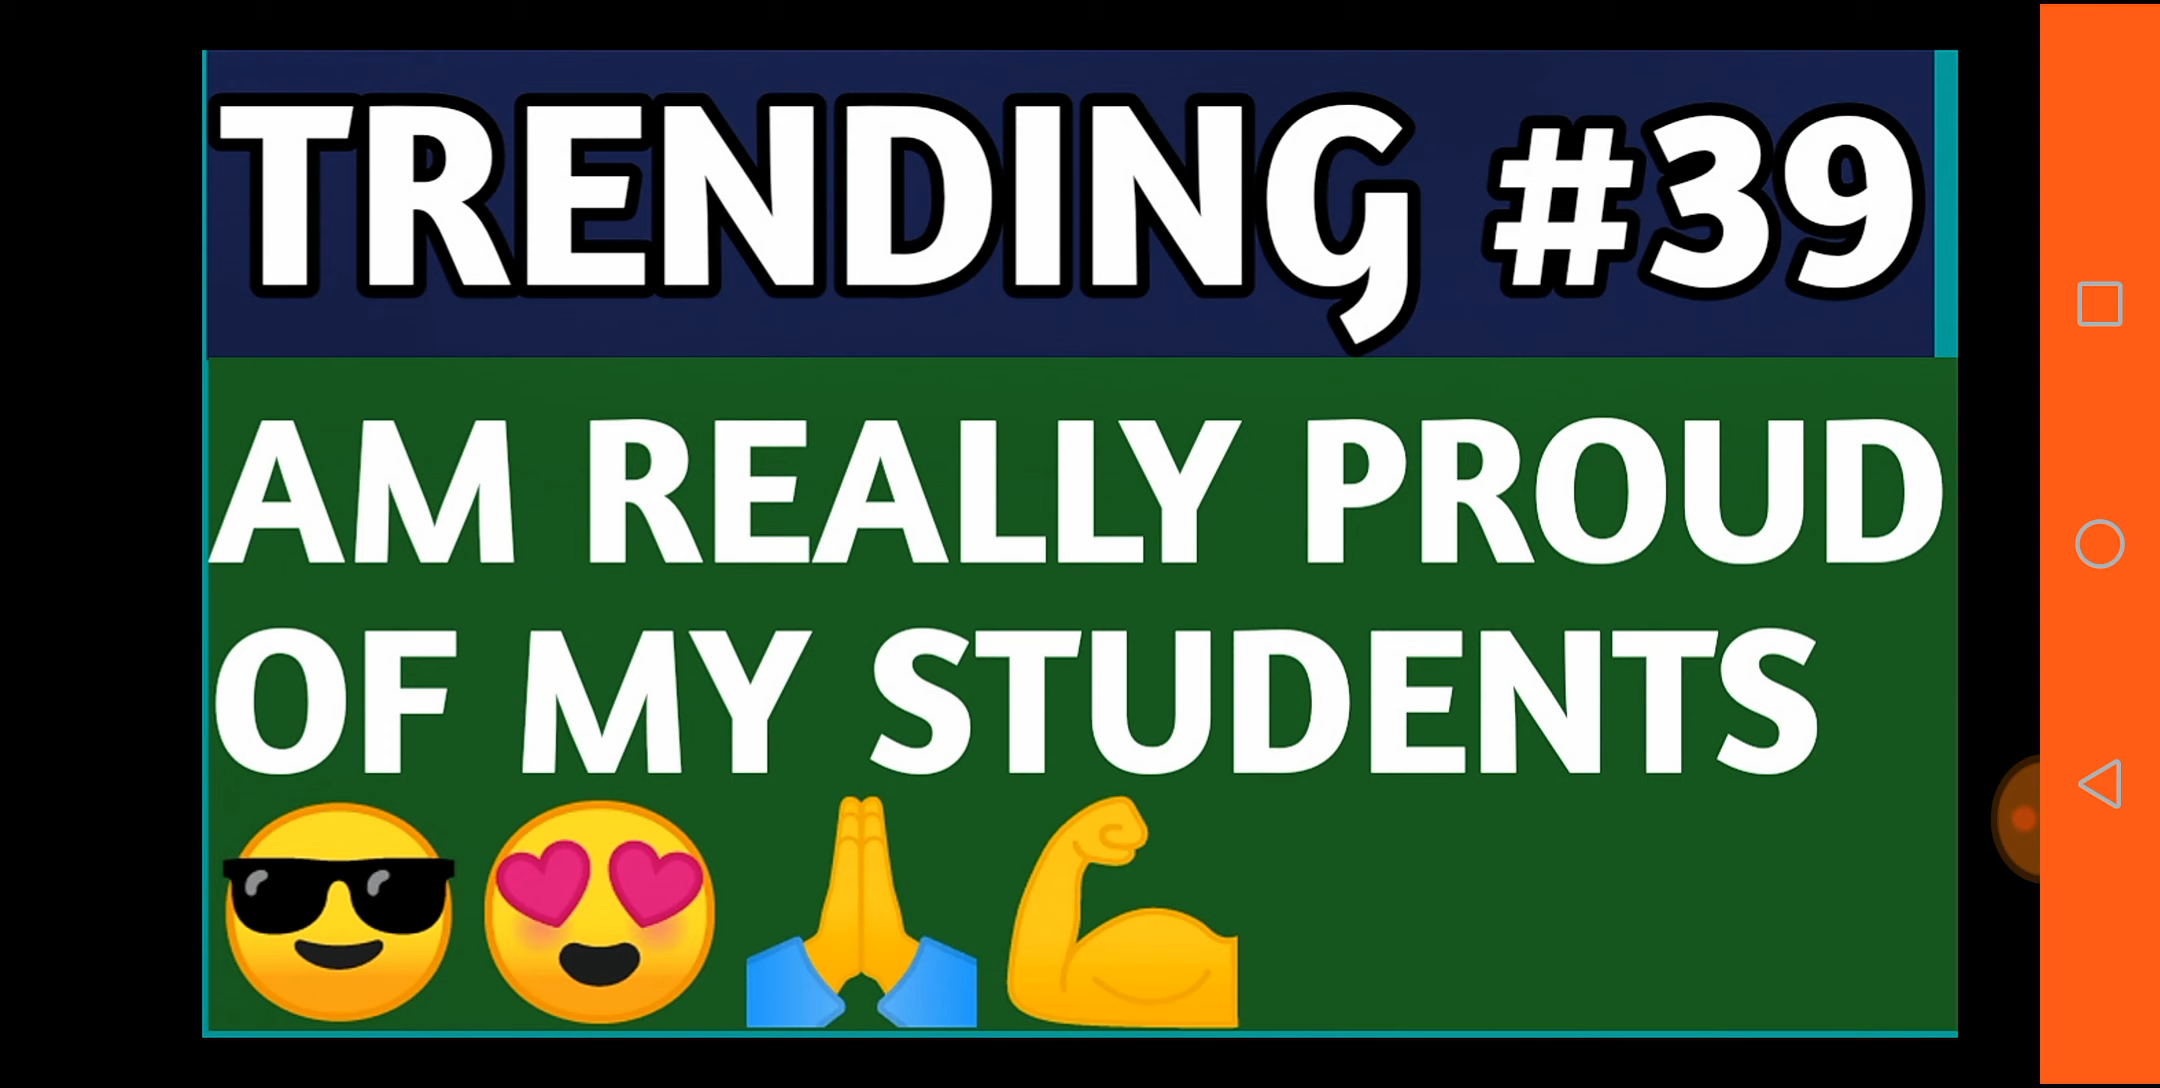 TRENDING #39
AM REALLY PROUD
OF MY STUDENTS
😎😍🙏💪